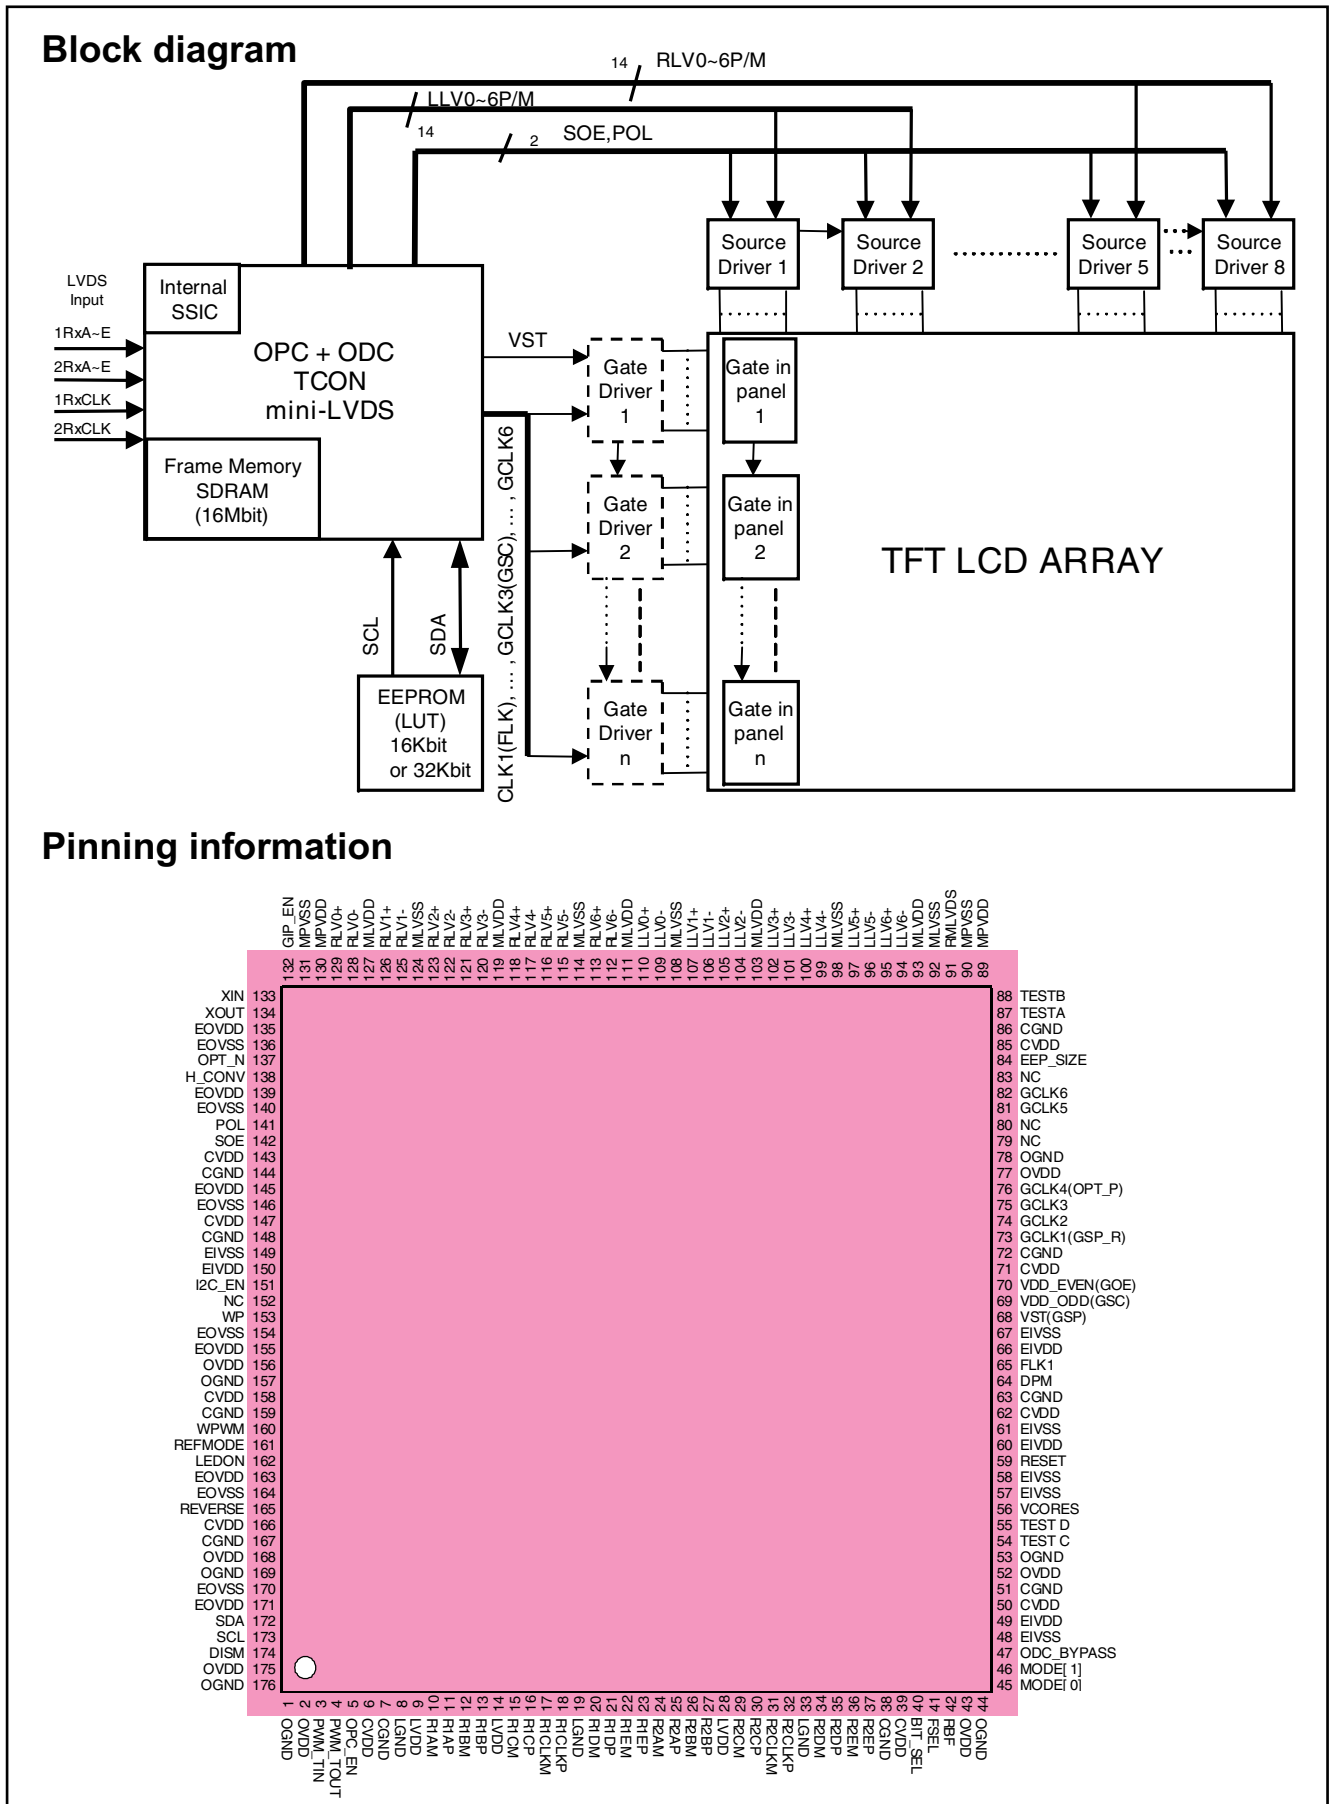 Block diagram
14 RLV0~6P/M
LLV0~6P/M
14
2 SOE,POL
Source Driver 1
Source Driver 2
Source Driver 5
Source Driver 8
LVDS
Input
1RxA~E
2RxA~E
1RxCLK
2RxCLK
Internal
SSIC
OPC + ODC
TCON
mini-LVDS
Frame Memory
SDRAM
(16Mbit)
VST
CLK1(FLK), ... , GCLK3(GSC), ... , GCLK6
SCL
SDA
EEPROM
(LUT)
16Kbit
or 32Kbit
Gate
Driver
1
Gate in
panel
1
Gate
Driver
2
Gate in
panel
2
Gate
Driver
n
Gate in
panel
n
TFT LCD ARRAY
Pinning information
GIP_EN 132
MPVSS 131
MPVDD 130
RLV0+ 129
RLV0- 128
MLVDD 127
RLV1+ 126
RLV1- 125
MLVSS 124
RLV2+ 123
RLV2- 122
RLV3+ 121
RLV3- 120
MLVDD 119
RLV4+ 118
RLV4- 117
RLV5+ 116
RLV5- 115
MLVSS 114
RLV6+ 113
RLV6- 112
MLVDD 111
LLV0+ 110
LLV0- 109
MLVSS 108
LLV1+ 107
LLV1- 106
LLV2+ 105
LLV2- 104
MLVDD 103
LLV3+ 102
LLV3- 101
LLV4+ 100
LLV4- 99
MLVSS 98
LLV5+ 97
LLV5- 96
LLV6+ 95
LLV6- 94
MLVDD 93
MLVSS 92
RMLVDS 91
MPVSS 90
MPVDD 89
XIN 133
XOUT 134
EOVDD 135
EOVSS 136
OPT_N 137
H_CONV 138
EOVDD 139
EOVSS 140
POL 141
SOE 142
CVDD 143
CGND 144
EOVDD 145
EOVSS 146
CVDD 147
CGND 148
EIVSS 149
EIVDD 150
I2C_EN 151
NC 152
WP 153
EOVSS 154
EOVDD 155
OVDD 156
OGND 157
CVDD 158
CGND 159
WPWM 160
REFMODE 161
LEDON 162
EOVDD 163
EOVSS 164
REVERSE 165
CVDD 166
CGND 167
OVDD 168
OGND 169
EOVSS 170
EOVDD 171
SDA 172
SCL 173
DISM 174
OVDD 175
OGND 176
88 TESTB
87 TESTA
86 CGND
85 CVDD
84 EEP_SIZE
83 NC
82 GCLK6
81 GCLK5
80 NC
79 NC
78 OGND
77 OVDD
76 GCLK4(OPT_P)
75 GCLK3
74 GCLK2
73 GCLK1(GSP_R)
72 CGND
71 CVDD
70 VDD_EVEN(GOE)
69 VDD_ODD(GSC)
68 VST(GSP)
67 EIVSS
66 EIVDD
65 FLK1
64 DPM
63 CGND
62 CVDD
61 EIVSS
60 EIVDD
59 RESET
58 EIVSS
57 EIVSS
56 VCORES
55 TEST D
54 TEST C
53 OGND
52 OVDD
51 CGND
50 CVDD
49 EIVDD
48 EIVSS
47 ODC_BYPASS
46 MODE[ 1]
45 MODE[ 0]
1 OGND
2 OVDD
3 PWM_TIN
4 PWM_TOUT
5 OPC_EN
6 CVDD
7 CGND
8 LGND
9 LVDD
10 R1AM
11 R1AP
12 R1BM
13 R1BP
14 LVDD
15 R1CM
16 R1CP
17 R1CLKM
18 R1CLKP
19 LGND
20 R1DM
21 R1DP
22 R1EM
23 R1EP
24 R2AM
25 R2AP
26 R2BM
27 R2BP
28 LVDD
29 R2CM
30 R2CP
31 R2CLKM
32 R2CLKP
33 LGND
34 R2DM
35 R2DP
36 R2EM
37 R2EP
38 CGND
39 CVDD
40 BIT_SEL
41 FSEL
42 RBF
43 OVDD
44 OGND